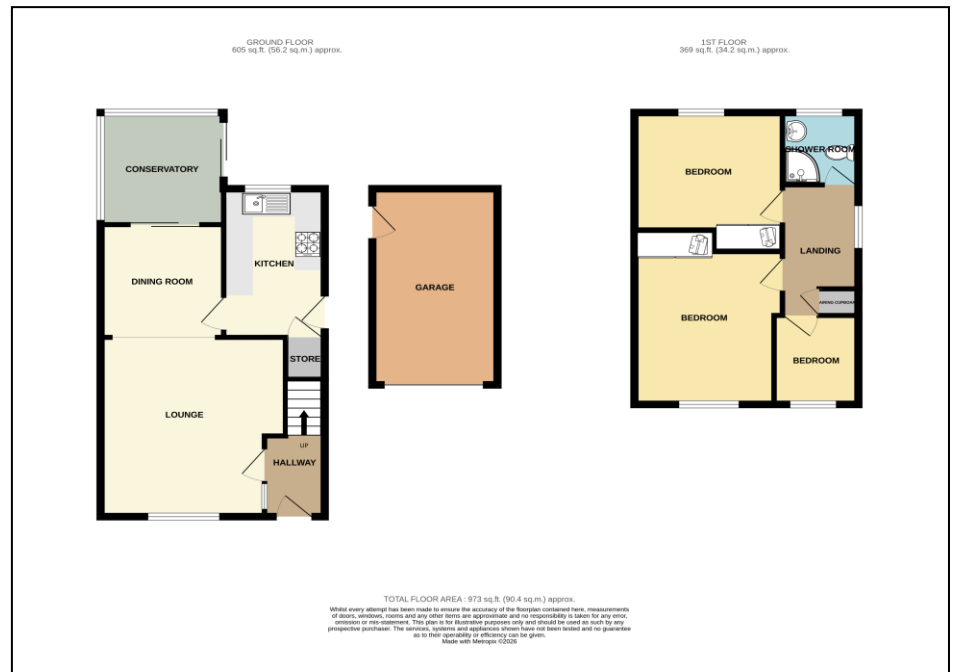 GROUND FLOOR
605 sq.ft. (56.2 sq.m.) approx.
1ST FLOOR
369 sq.ft. (34.2 sq.m.) approx.
CONSERVATORY
DINING ROOM
KITCHEN
STORE
LOUNGE
UP
HALLWAY
GARAGE
BEDROOM
SHOWER ROOM
LANDING
AIRING CUPBOARD
BEDROOM
BEDROOM
TOTAL FLOOR AREA : 973 sq.ft. (90.4 sq.m.) approx.
Whilst every attempt has been made to ensure the accuracy of the floorplan contained here, measurements
of doors, windows, rooms and any other items are approximate and no responsibility is taken for any error,
omission or mis-statement. This plan is for illustrative purposes only and should be used as such by any
prospective purchaser. The services, systems and appliances shown have not been tested and no guarantee
as to their operability or efficiency can be given.
Made with Metropix ©2026